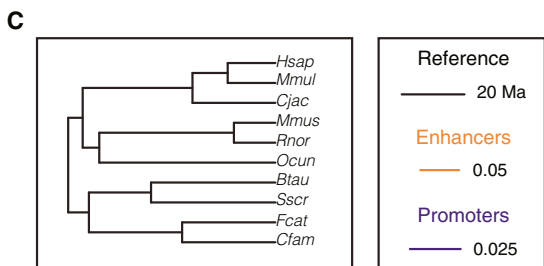 C
Hsap
Mmul
Cjac
Mmus
Rnor
Ocun
Btau
Sscr
Fcat
Cfam
Reference
20 Ma
Enhancers
0.05
Promoters
0.025